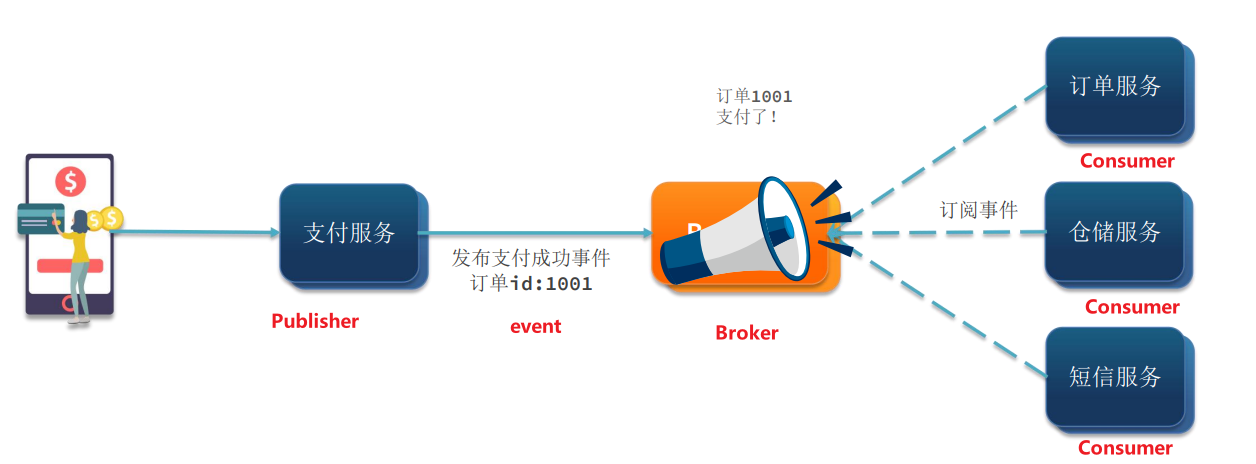 订单1001
支付了！
订单服务
Consumer
支付服务
Publisher
发布支付成功事件
订单id:1001
event
Broker
订阅事件
仓储服务
Consumer
短信服务
Consumer